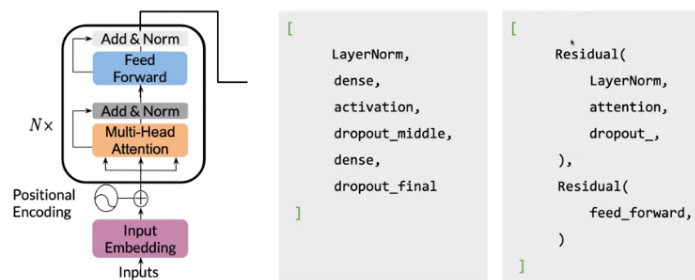 Add & Norm
Feed
Forward
Add & Norm
Multi-Head
Attention
N×
Positional
Encoding
Input
Embedding
Inputs
[
LayerNorm,
dense,
activation,
dropout_middle,
dense,
dropout_final
]
[
Residual(
LayerNorm,
attention,
dropout_,
),
Residual(
feed_forward,
)
]